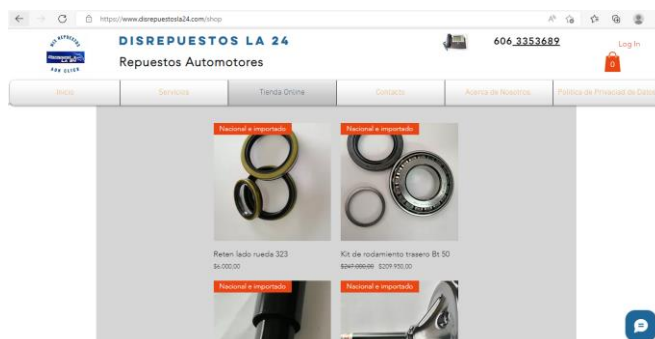 https://www.disrepuestosla24.com/shop
DISREPUESTOS LA 24
Repuestos Automotores
606 3353689
Log In
0
Inicio
Servicios
Tienda Online
Contacto
Acerca de Nosotros.
Política de Privacidad de Datos
Nacional e importado
Nacional e importado
Reten lado rueda 323
$6.000,00
Kit de rodamiento trasero Bt 50
$247.000,00 $209.950,00
Nacional e importado
Nacional e importado